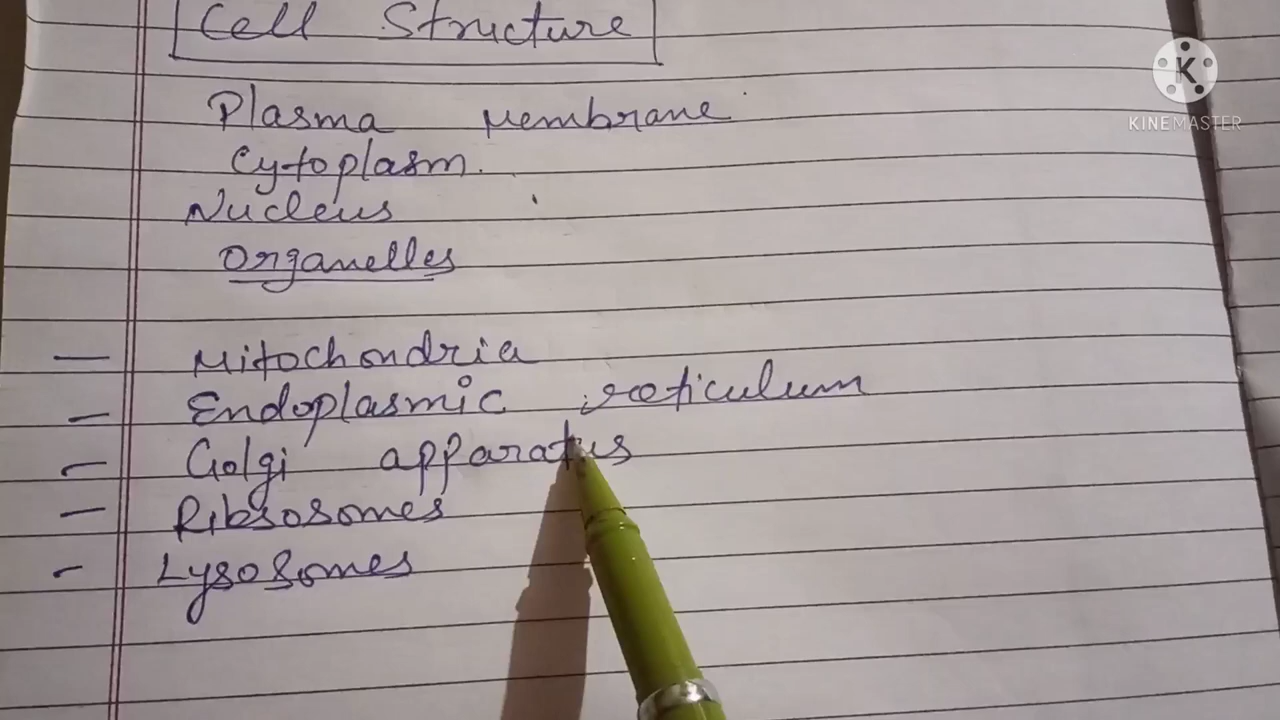 Cell Structure
Plasma Membrane
Cytoplasm.
Nucleus
Organelles
— Mitochondria
— Endoplasmic reticulum
— Golgi apparatus
— Ribsosomes
- Lysosomes
K
KINEMASTER